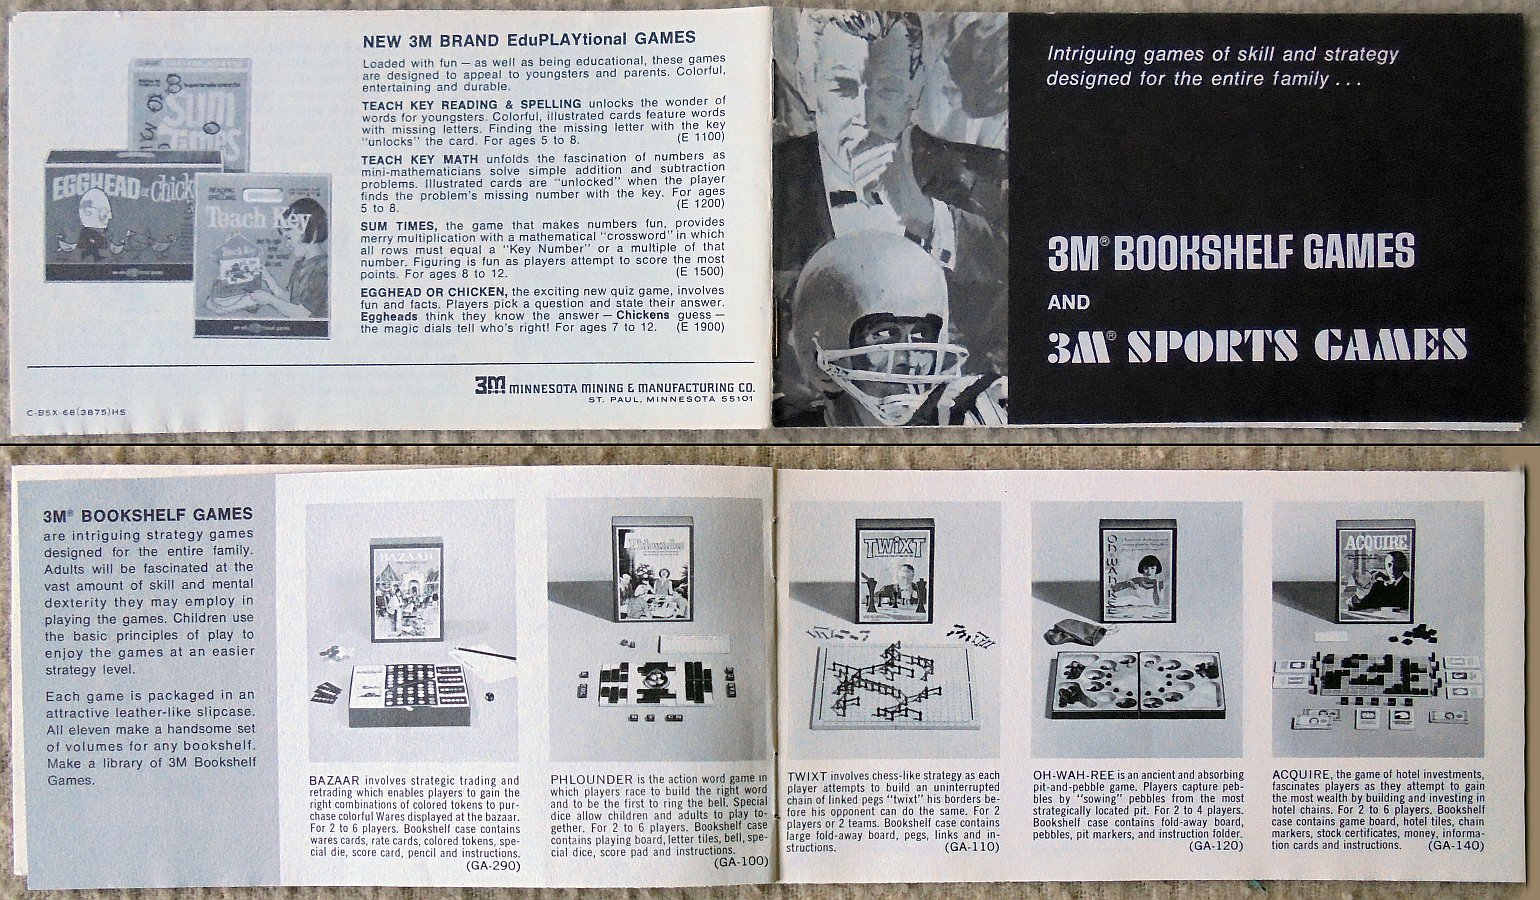 NEW 3M BRAND EduPLAYtional GAMES
Loaded with fun — as well as being educational, these games
are designed to appeal to youngsters and parents. Colorful,
entertaining and durable.
TEACH KEY READING & SPELLING unlocks the wonder of
words for youngsters. Colorful, illustrated cards feature words
with missing letters. Finding the missing letter with the key
"unlocks" the card. For ages 5 to 8. (E 1100)
TEACH KEY MATH unfolds the fascination of numbers as
mini-mathematicians solve simple addition and subtraction
problems. Illustrated cards are "unlocked" when the player
finds the problem's missing number with the key. For ages
5 to 8. (E 1200)
SUM TIMES, the game that makes numbers fun, provides
merry multiplication with a mathematical "crossword" in which
all rows must equal a "Key Number" or a multiple of that
number. Figuring is fun as players attempt to score the most
points. For ages 8 to 12. (E 1500)
EGGHEAD OR CHICKEN, the exciting new quiz game, involves
fun and facts. Players pick a question and state their answer.
Eggheads think they know the answer — Chickens guess —
the magic dials tell who's right! For ages 7 to 12. (E 1900)
Sum
Times
EGGHEAD or chick
READING
SPELLING
Teach Key
3M MINNESOTA MINING & MANUFACTURING CO.
ST. PAUL, MINNESOTA 55101
C-BSX-68(3875)HS
Intriguing games of skill and strategy
designed for the entire family . . .
3M® BOOKSHELF GAMES
AND
3M® SPORTS GAMES
3M® BOOKSHELF GAMES
are intriguing strategy games
designed for the entire family.
Adults will be fascinated at the
vast amount of skill and mental
dexterity they may employ in
playing the games. Children use
the basic principles of play to
enjoy the games at an easier
strategy level.
Each game is packaged in an
attractive leather-like slipcase.
All eleven make a handsome set
of volumes for any bookshelf.
Make a library of 3M Bookshelf
Games.
BAZAAR
BAZAAR involves strategic trading and
retrading which enables players to gain the
right combinations of colored tokens to pur-
chase colorful Wares displayed at the bazaar.
For 2 to 6 players. Bookshelf case contains
wares cards, rate cards, colored tokens, spe-
cial die, score card, pencil and instructions.
(GA-290)
Phlounder
PHLOUNDER is the action word game in
which players race to build the right word
and to be the first to ring the bell. Special
dice allow children and adults to play to-
gether. For 2 to 6 players. Bookshelf case
contains playing board, letter tiles, bell, spe-
cial dice, score pad and instructions.
(GA-100)
TWIXT
TWIXT involves chess-like strategy as each
player attempts to build an uninterrupted
chain of linked pegs "twixt" his borders be-
fore his opponent can do the same. For 2
players or 2 teams. Bookshelf case contains
large fold-away board, pegs, links and in-
structions. (GA-110)
OH-WAH-REE
OH-WAH-REE is an ancient and absorbing
pit-and-pebble game. Players capture peb-
bles by "sowing" pebbles from the most
strategically located pit. For 2 to 4 players.
Bookshelf case contains fold-away board,
pebbles, pit markers, and instruction folder.
(GA-120)
ACQUIRE
ACQUIRE, the game of hotel investments,
fascinates players as they attempt to gain
the most wealth by building and investing in
hotel chains. For 2 to 6 players. Bookshelf
case contains game board, hotel tiles, chain
markers, stock certificates, money, informa-
tion cards and instructions. (GA-140)